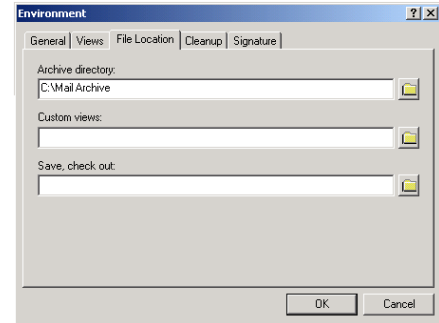 Environment
General Views File Location Cleanup Signature
Archive directory:
C:\Mail Archive
Custom views:
Save, check out:
OK Cancel